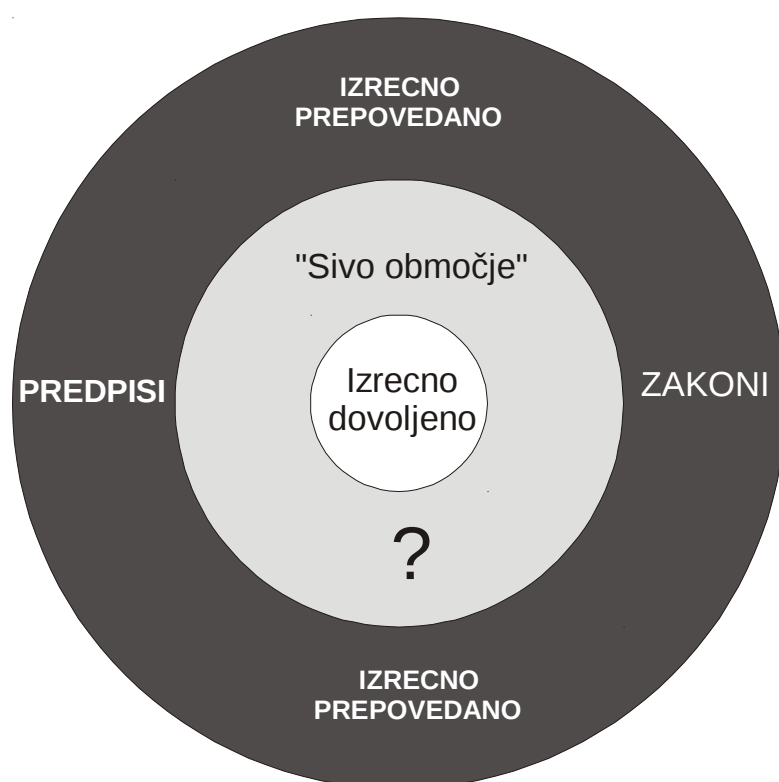 IZRECNO
PREPOVEDANO
"Sivo območje"
Izrecno
dovoljeno
PREDPISI
ZAKONI
?
IZRECNO
PREPOVEDANO